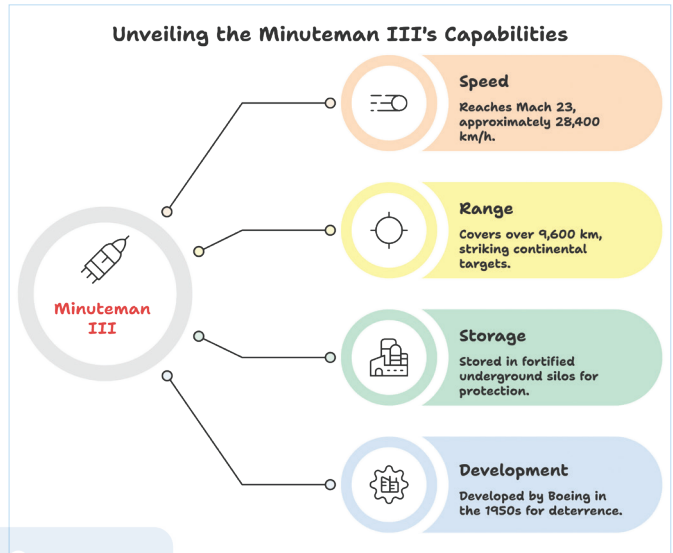 Unveiling the Minuteman III's Capabilities
Speed
Reaches Mach 23,
approximately 28,400
km/h.
Range
Covers over 9,600 km,
striking continental
targets.
Minuteman
III
Storage
Stored in fortified
underground silos for
protection.
Development
Developed by Boeing in
the 1950s for deterrence.